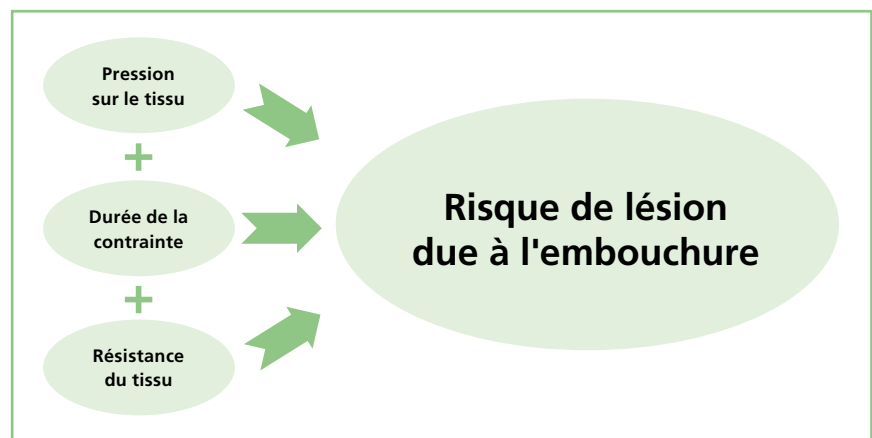 Pression
sur le tissu
+
Durée de la
contrainte
+
Résistance
du tissu
Risque de lésion
due à l'embouchure